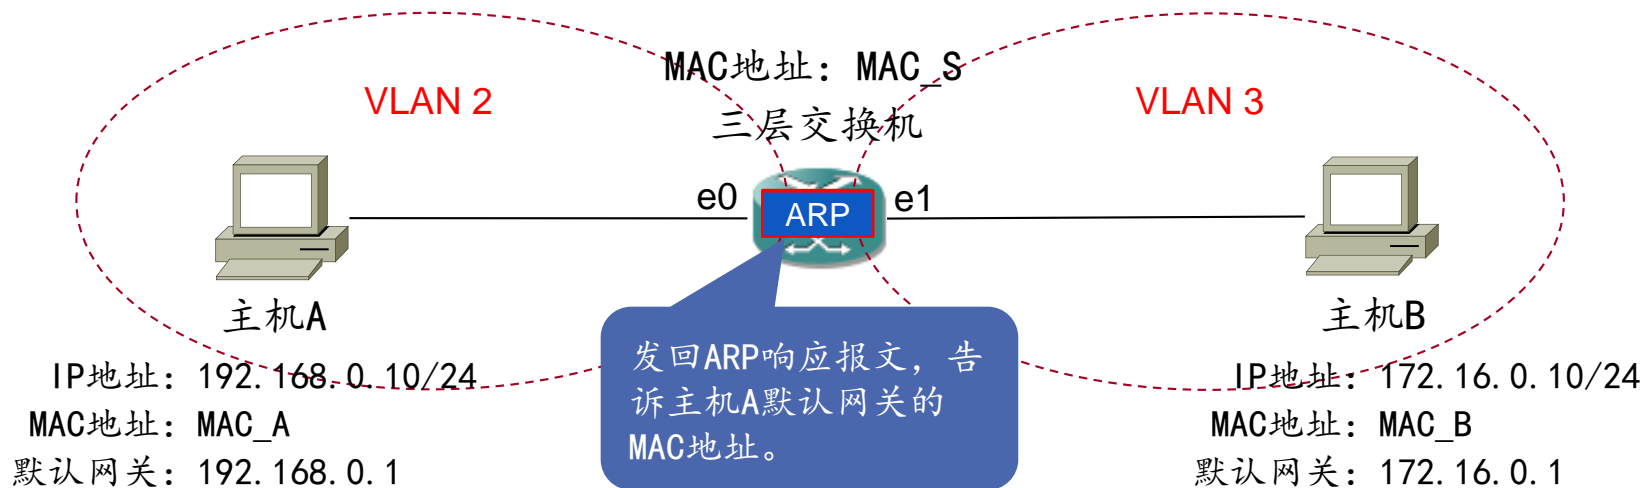 MAC地址：MAC_S
VLAN 2
VLAN 3
三层交换机
e0
ARP
e1
主机A
主机B
发回ARP响应报文，告
诉主机A默认网关的
MAC地址。
IP地址：192.168.0.10/24
MAC地址：MAC_A
默认网关：192.168.0.1
IP地址：172.16.0.10/24
MAC地址：MAC_B
默认网关：172.16.0.1